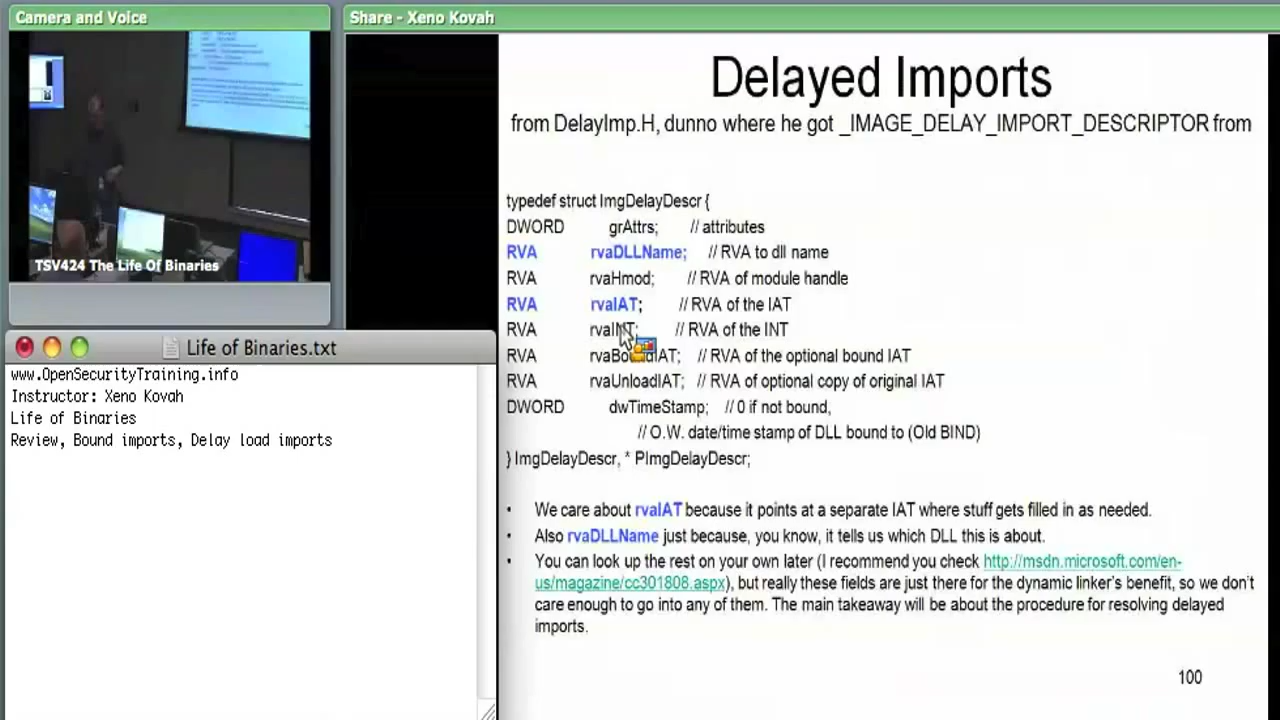 Camera and Voice
TSV424 The Life Of Binaries
Life of Binaries.txt
www.OpenSecurityTraining.info
Instructor: Xeno Kovah
Life of Binaries
Review, Bound imports, Delay load imports
Share - Xeno Kovah
Delayed Imports
from DelayImp.H, dunno where he got _IMAGE_DELAY_IMPORT_DESCRIPTOR from
typedef struct ImgDelayDescr {
DWORD grAttrs; // attributes
RVA rvaDLLName; // RVA to dll name
RVA rvaHmod; // RVA of module handle
RVA rvaIAT; // RVA of the IAT
RVA rvaINT; // RVA of the INT
RVA rvaBoundIAT; // RVA of the optional bound IAT
RVA rvaUnloadIAT; // RVA of optional copy of original IAT
DWORD dwTimeStamp; // 0 if not bound,
// O.W. date/time stamp of DLL bound to (Old BIND)
} ImgDelayDescr, * PImgDelayDescr;
• We care about rvaIAT because it points at a separate IAT where stuff gets filled in as needed.
• Also rvaDLLName just because, you know, it tells us which DLL this is about.
• You can look up the rest on your own later (I recommend you check http://msdn.microsoft.com/en-
us/magazine/cc301808.aspx), but really these fields are just there for the dynamic linker's benefit, so we don't
care enough to go into any of them. The main takeaway will be about the procedure for resolving delayed
imports.
100